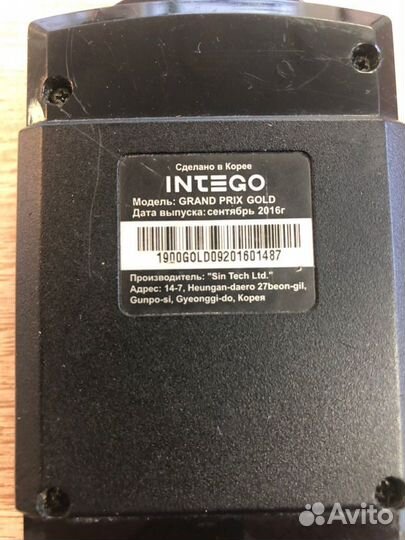 Сделано в Корее
INTEGO
Модель: GRAND PRIX GOLD
Дата выпуска: сентябрь 2016г
1900GOLD09201601487
Производитель: "Sin Tech Ltd."
Адрес: 14-7, Heungan-daero 27beon-gil,
Gunpo-si, Gyeonggi-do, Корея
Avito